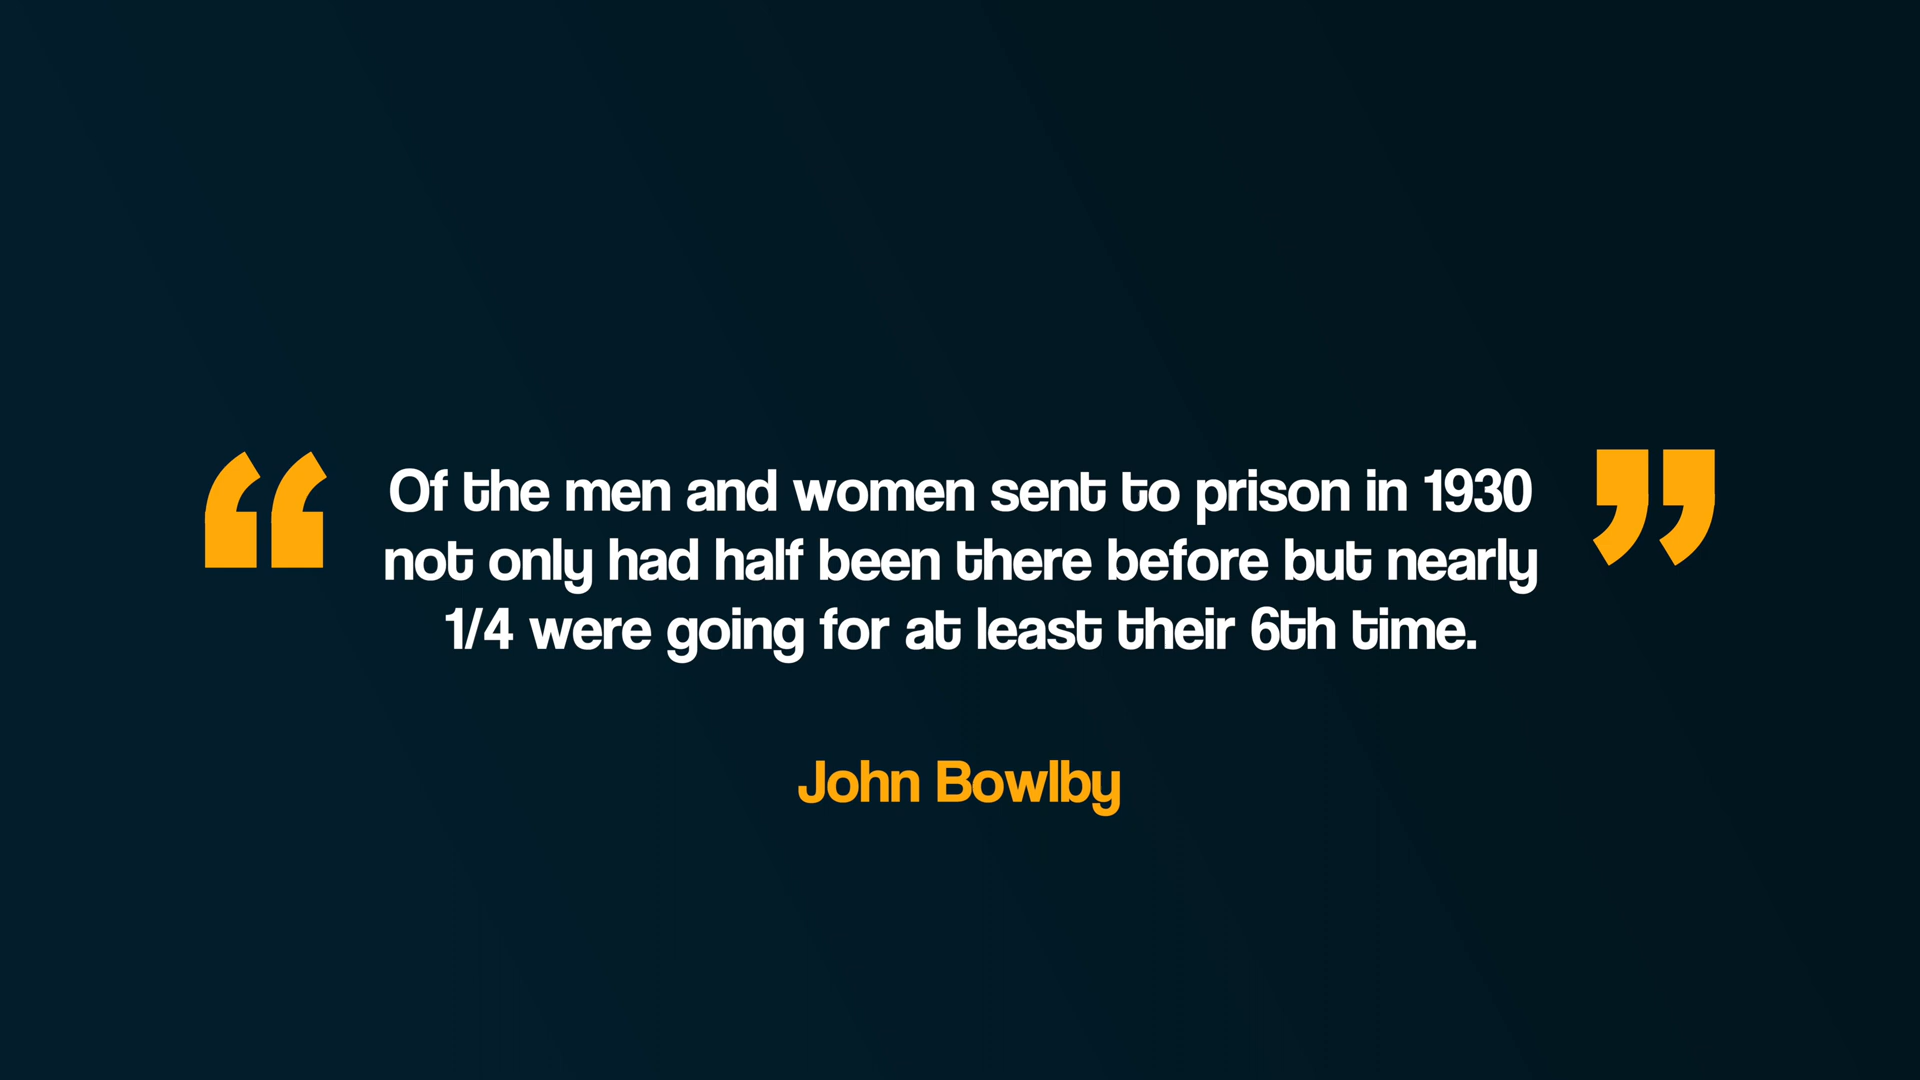 “ Of the men and women sent to prison in 1930 ”
not only had half been there before but nearly
1/4 were going for at least their 6th time.
John Bowlby